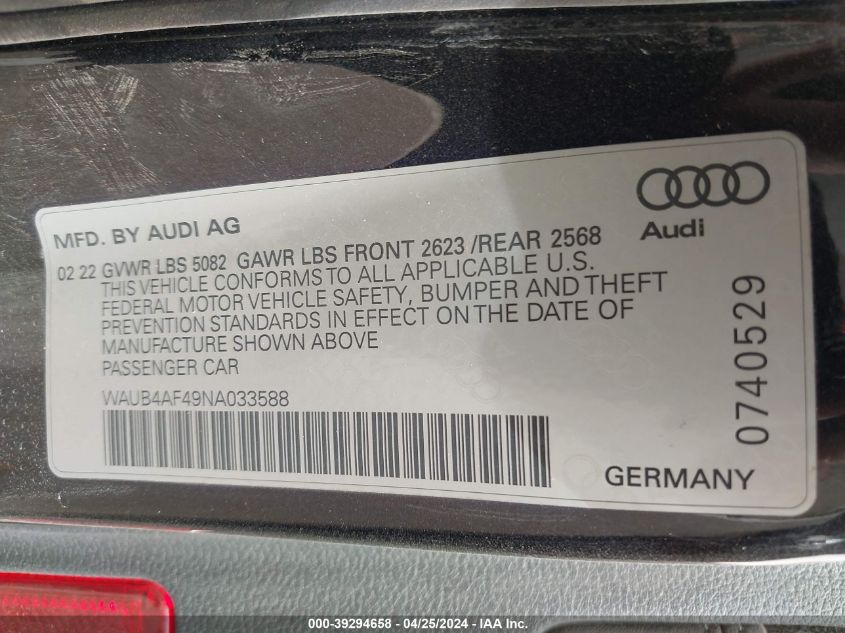 MFD. BY AUDI AG
Audi
02 22 GVWR LBS 5082 GAWR LBS FRONT 2623 /REAR 2568
THIS VEHICLE CONFORMS TO ALL APPLICABLE U.S.
FEDERAL MOTOR VEHICLE SAFETY, BUMPER AND THEFT
PREVENTION STANDARDS IN EFFECT ON THE DATE OF
MANUFACTURE SHOWN ABOVE
PASSENGER CAR
WAUB4AF49NA033588
0740529
GERMANY
000-39294658 - 04/25/2024 - IAA Inc.